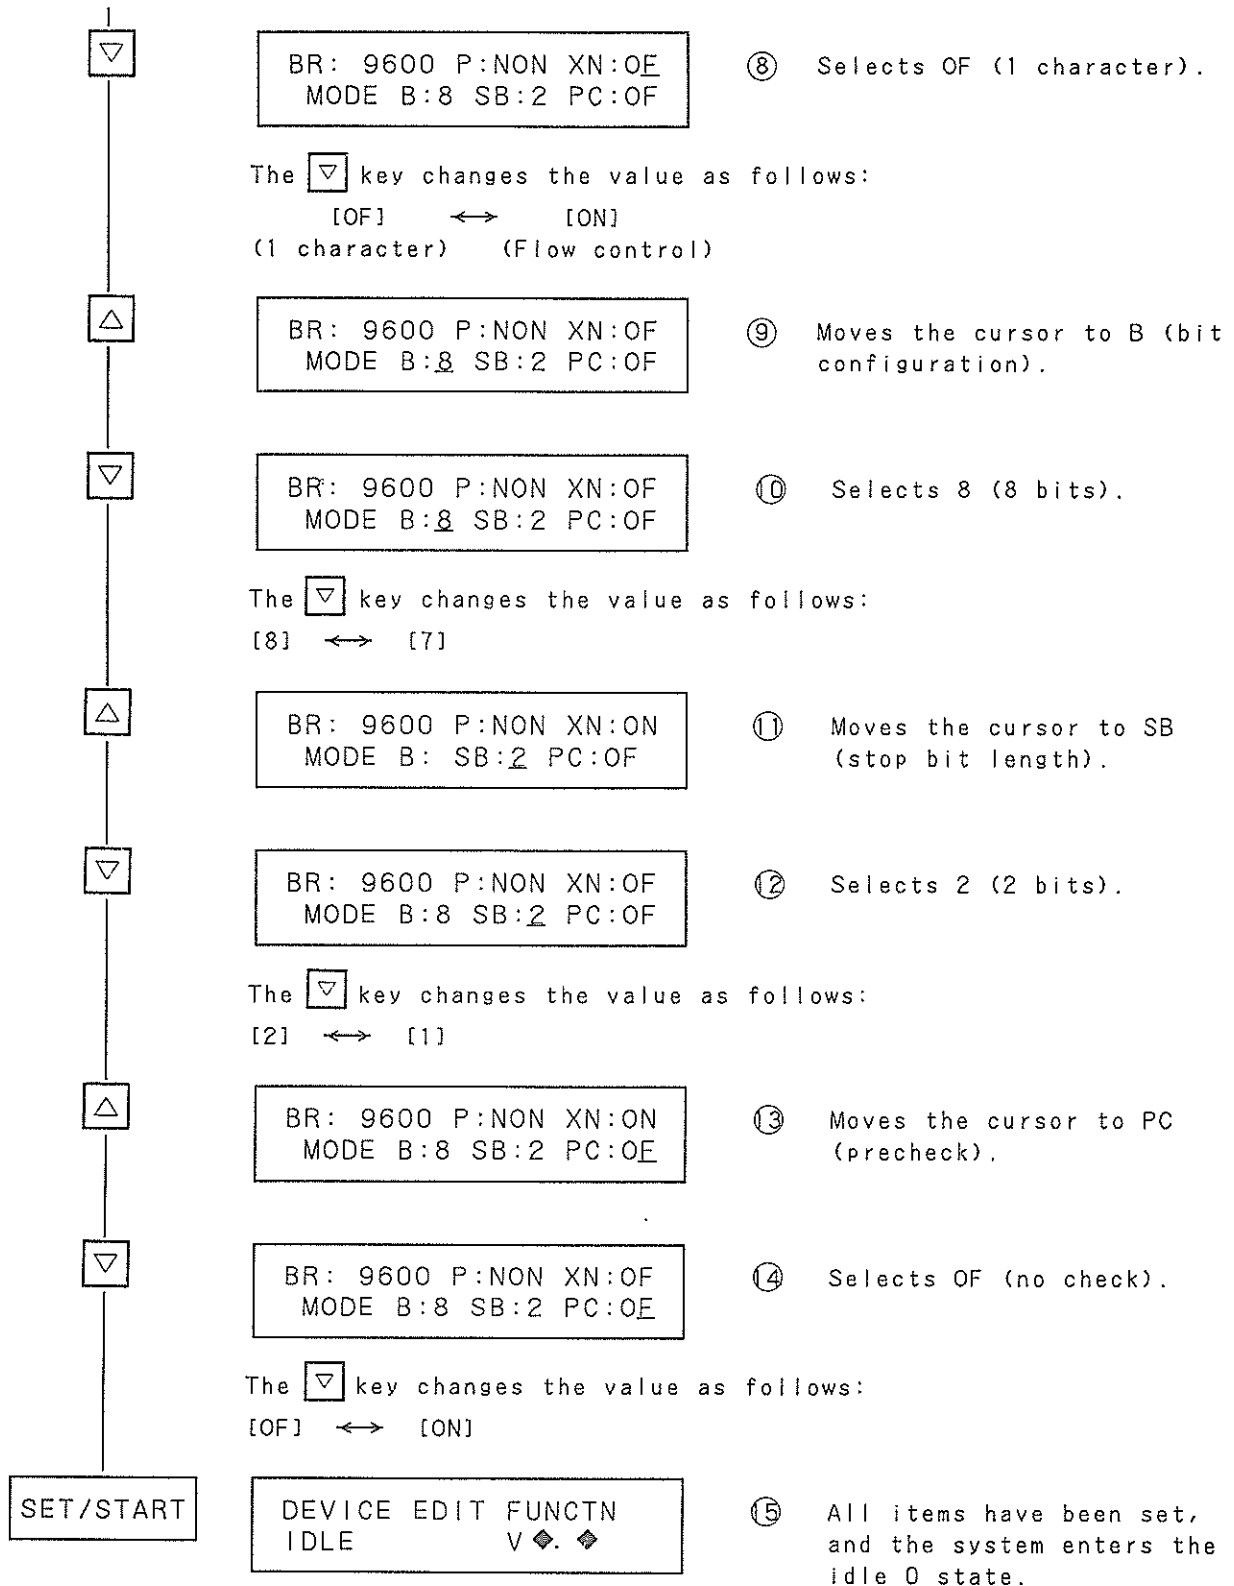 BR: 9600 P:NON XN:OF
MODE B:8 SB:2 PC:OF
⑧ Selects OF (1 character).
The ▽ key changes the value as follows:
[OF] ↔ [ON]
(1 character) (Flow control)
BR: 9600 P:NON XN:OF
MODE B:8 SB:2 PC:OF
⑨ Moves the cursor to B (bit
configuration).
BR: 9600 P:NON XN:OF
MODE B:8 SB:2 PC:OF
⑩ Selects 8 (8 bits).
The ▽ key changes the value as follows:
[8] ↔ [7]
BR: 9600 P:NON XN:ON
MODE B: SB:2 PC:OF
⑪ Moves the cursor to SB
(stop bit length).
BR: 9600 P:NON XN:OF
MODE B:8 SB:2 PC:OF
⑫ Selects 2 (2 bits).
The ▽ key changes the value as follows:
[2] ↔ [1]
BR: 9600 P:NON XN:ON
MODE B:8 SB:2 PC:OF
⑬ Moves the cursor to PC
(precheck).
BR: 9600 P:NON XN:OF
MODE B:8 SB:2 PC:OF
⑭ Selects OF (no check).
The ▽ key changes the value as follows:
[OF] ↔ [ON]
SET/START
DEVICE EDIT FUNCTN
IDLE V◈.◈
⑮ All items have been set,
and the system enters the
idle 0 state.